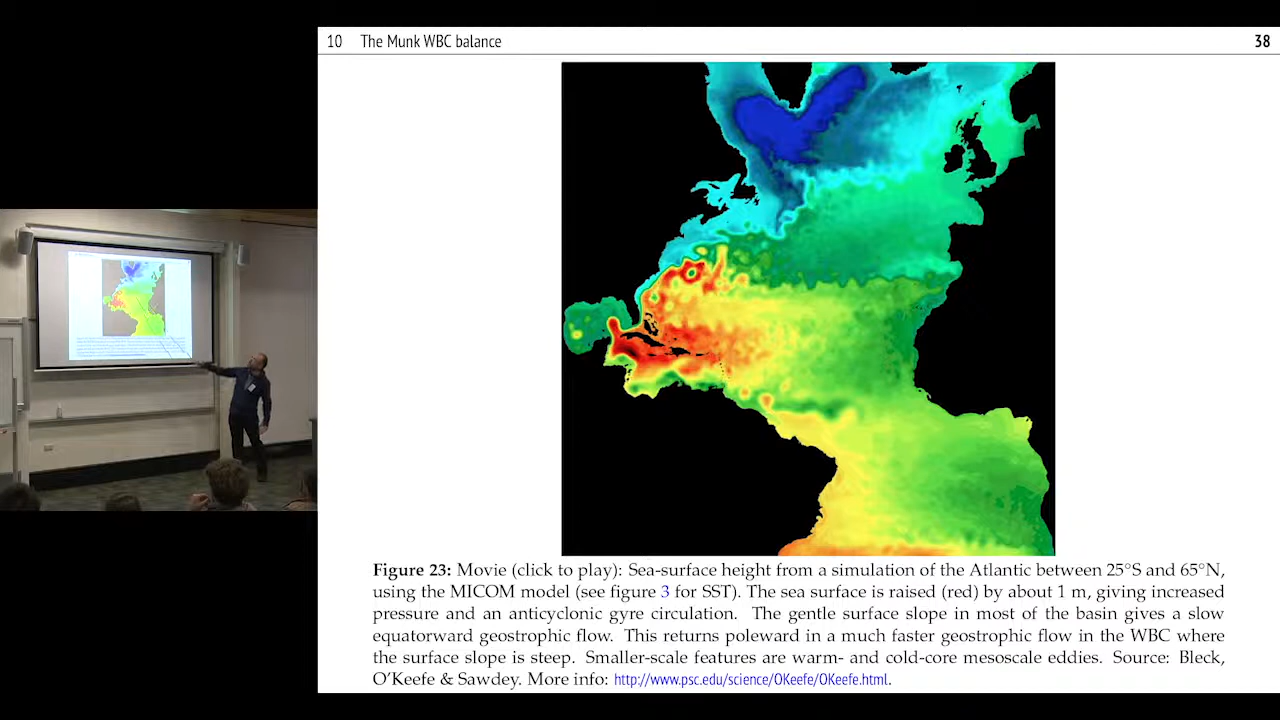 10 The Munk WBC balance 38
Figure 23: Movie (click to play): Sea-surface height from a simulation of the Atlantic between 25°S and 65°N,
using the MICOM model (see figure 3 for SST). The sea surface is raised (red) by about 1 m, giving increased
pressure and an anticyclonic gyre circulation. The gentle surface slope in most of the basin gives a slow
equatorward geostrophic flow. This returns poleward in a much faster geostrophic flow in the WBC where
the surface slope is steep. Smaller-scale features are warm- and cold-core mesoscale eddies. Source: Bleck,
O'Keefe & Sawdey. More info: http://www.psc.edu/science/OKeefe/OKeefe.html.